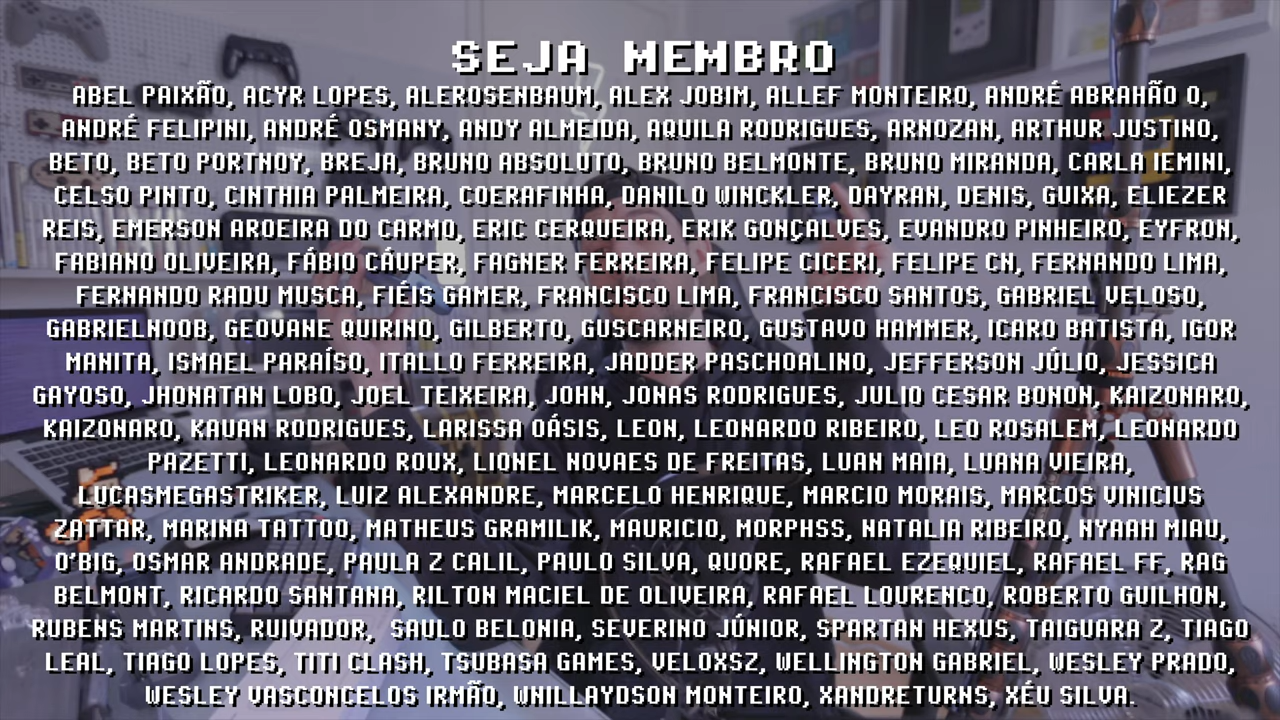 SEJA MEMBRO
ABEL PAIXÃO, ACYR LOPES, ALEROSENBAUM, ALEX JOBIM, ALLEF MONTEIRO, ANDRÉ ABRAHÃO O,
ANDRÉ FELIPINI, ANDRÉ OSMANY, ANDY ALMEIDA, AQUILA RODRIGUES, ARNOZAN, ARTHUR JUSTINO,
BETO, BETO PORTNOY, BREJA, BRUNO ABSOLUTO, BRUNO BELMONTE, BRUNO MIRANDA, CARLA IEMINI,
CELSO PINTO, CINTHIA PALMEIRA, COERAFINHA, DANILO WINCKLER, DAYRAN, DENIS, GUIXA, ELIEZER
REIS, EMERSON AROEIRA DO CARMO, ERIC CERQUEIRA, ERIK GONÇALVES, EVANDRO PINHEIRO, EYFRON,
FABIANO OLIVEIRA, FÁBIO CÁUPER, FAGNER FERREIRA, FELIPE CICERI, FELIPE CN, FERNANDO LIMA,
FERNANDO RADU MUSCA, FIÉIS GAMER, FRANCISCO LIMA, FRANCISCO SANTOS, GABRIEL VELOSO,
GABRIELNOOB, GEOVANE QUIRINO, GILBERTO, GUSCARNEIRO, GUSTAVO HAMMER, ICARO BATISTA, IGOR
MANITA, ISMAEL PARAÍSO, ITALLO FERREIRA, JADDER PASCHOALINO, JEFFERSON JÚLIO, JESSICA
GAYOSO, JHONATAN LOBO, JOEL TEIXEIRA, JOHN, JONAS RODRIGUES, JULIO CESAR BONON, KAIZONARO,
KAIZONARO, KAUAN RODRIGUES, LARISSA OÁSIS, LEON, LEONARDO RIBEIRO, LEO ROSALEM, LEONARDO
PAZETTI, LEONARDO ROUX, LIONEL NOVAES DE FREITAS, LUAN MAIA, LUANA VIEIRA,
LUCASMEGASTRIKER, LUIZ ALEXANDRE, MARCELO HENRIQUE, MARCIO MORAIS, MARCOS VINICIUS
ZATTAR, MARINA TATTOO, MATHEUS GRAMILIK, MAURICIO, MORPHSS, NATALIA RIBEIRO, NYAAH MIAU,
O'BIG, OSMAR ANDRADE, PAULA Z CALIL, PAULO SILVA, QUORE, RAFAEL EZEQUIEL, RAFAEL FF, RAG
BELMONT, RICARDO SANTANA, RILTON MACIEL DE OLIVEIRA, RAFAEL LOURENCO, ROBERTO GUILHON,
RUBENS MARTINS, RUIVADOR,  SAULO BELONIA, SEVERINO JÚNIOR, SPARTAN HEXUS, TAIGUARA Z, TIAGO
LEAL, TIAGO LOPES, TITI CLASH, TSUBASA GAMES, VELOXSZ, WELLINGTON GABRIEL, WESLEY PRADO,
WESLEY VASCONCELOS IRMÃO, WNILLAYDSON MONTEIRO, XANDRETURNS, XÉU SILVA.